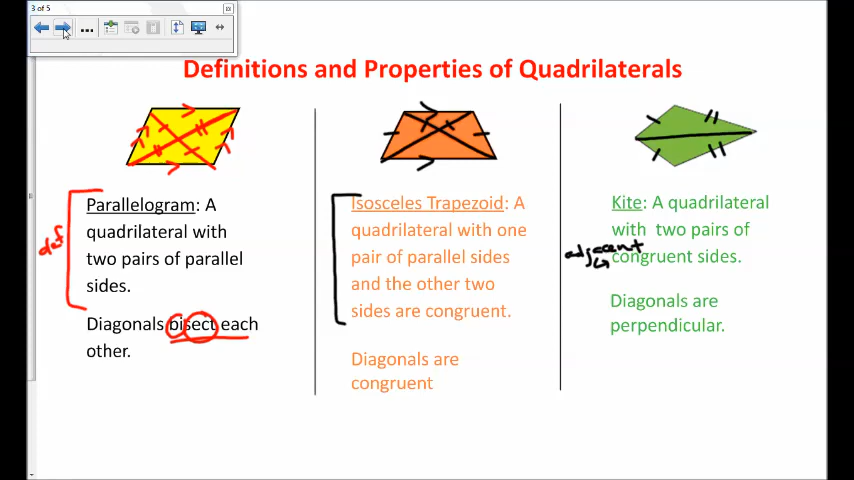 3 of 5
Definitions and Properties of Quadrilaterals
Parallelogram: A
quadrilateral with
two pairs of parallel
sides.
def
Diagonals bisect each
other.
Isosceles Trapezoid: A
quadrilateral with one
pair of parallel sides
and the other two
sides are congruent.
Diagonals are
congruent
Kite: A quadrilateral
with two pairs of
adjacent
congruent sides.
Diagonals are
perpendicular.